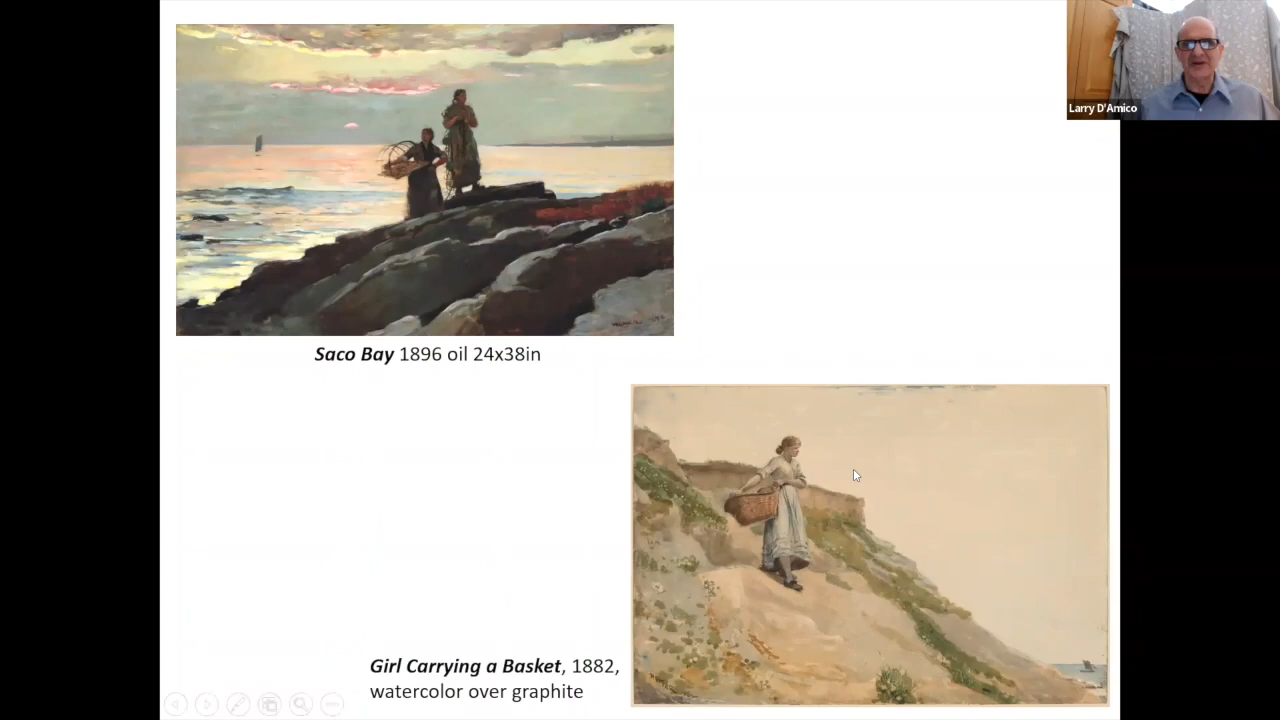 Larry D'Amico
Saco Bay 1896 oil 24x38in
Girl Carrying a Basket, 1882,
watercolor over graphite